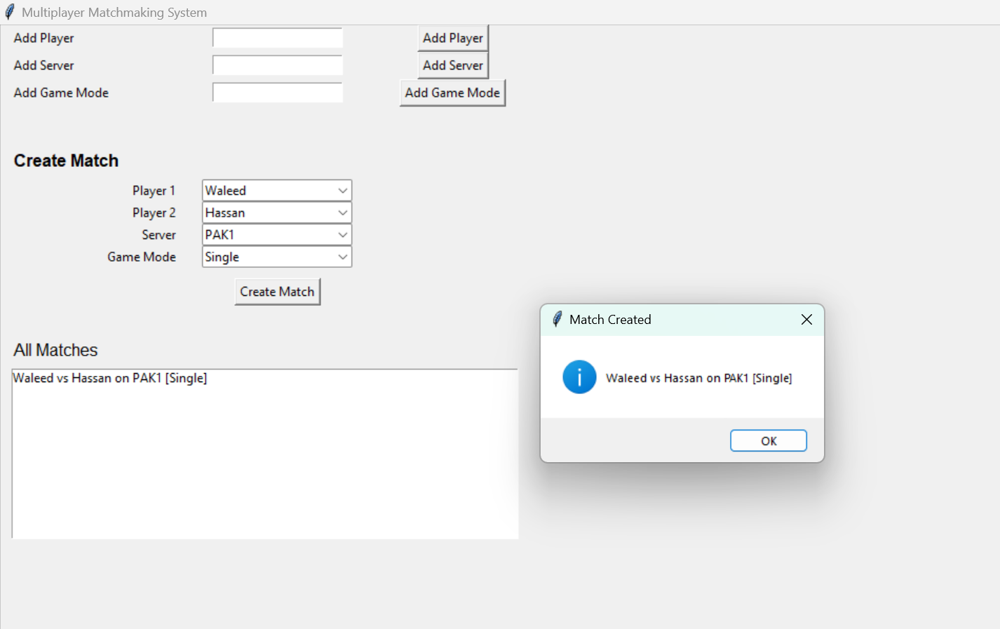 Multiplayer Matchmaking System
Add Player Add Player
Add Server Add Server
Add Game Mode Add Game Mode
Create Match
Player 1 Waleed
Player 2 Hassan
Server PAK1
Game Mode Single
Create Match
All Matches
Waleed vs Hassan on PAK1 [Single]
Match Created
Waleed vs Hassan on PAK1 [Single]
OK